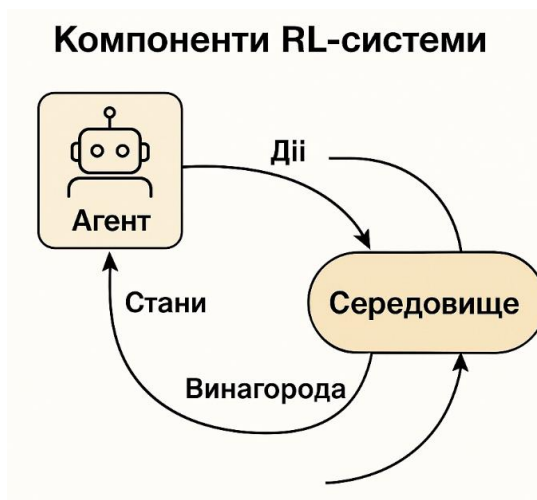 Компоненти RL-системи
Дії
Агент
Стани
Середовище
Винагорода